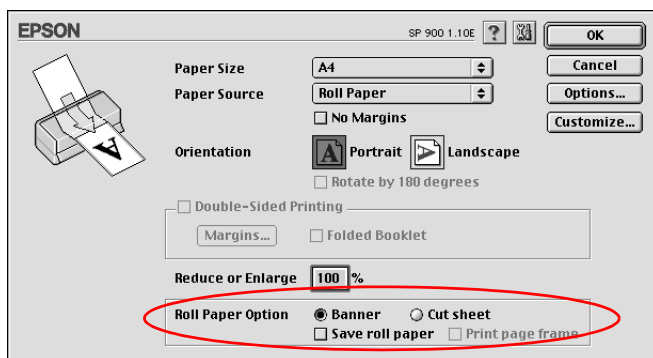 EPSON SP 900 1.10E ? OK
Paper Size A4 Cancel
Paper Source Roll Paper Options...
No Margins Customize...
Orientation A Portrait A Landscape
Rotate by 180 degrees
Double-Sided Printing
Margins... Folded Booklet
Reduce or Enlarge 100 %
Roll Paper Option Banner Cut sheet
Save roll paper Print page frame
A